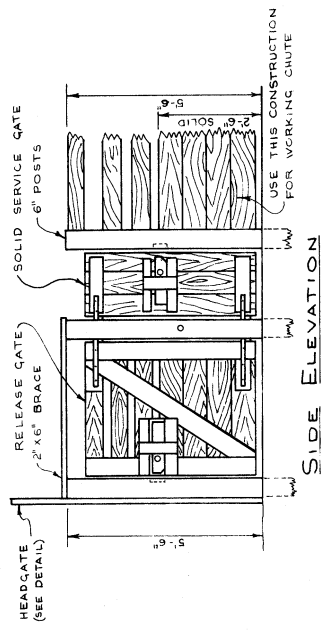 HEADGATE
(SEE DETAIL)
RELEASE GATE
2" x 6" BRACE
SOLID SERVICE GATE
6" POSTS
5'-6"
5'-6"
2'-6" SOLID
USE THIS CONSTRUCTION
FOR WORKING CHUTE
SIDE ELEVATION